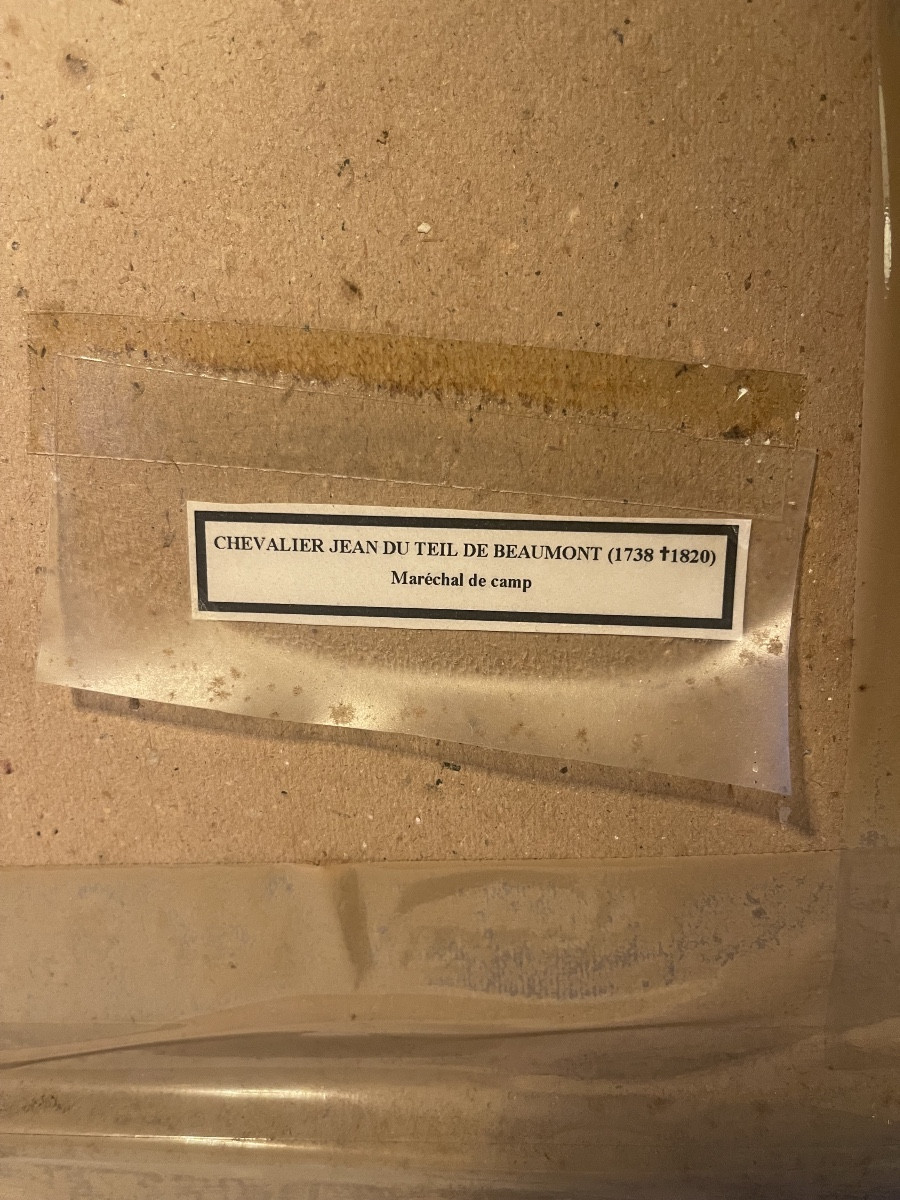 CHEVALIER JEAN DU TEIL DE BEAUMONT (1738 ✝1820)
Maréchal de camp